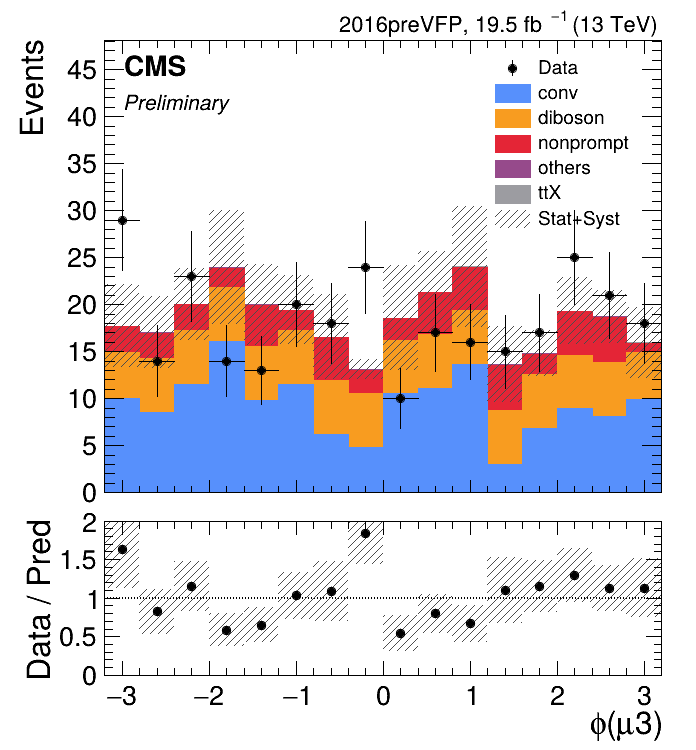 2016preVFP, 19.5 fb⁻¹ (13 TeV)
Events
CMS
Preliminary
Data
conv
diboson
nonprompt
others
ttX
Stat+Syst
45
40
35
30
25
20
15
10
5
0
Data / Pred
2
1.5
1
0.5
0
−3 −2 −1 0 1 2 3
ϕ(μ3)